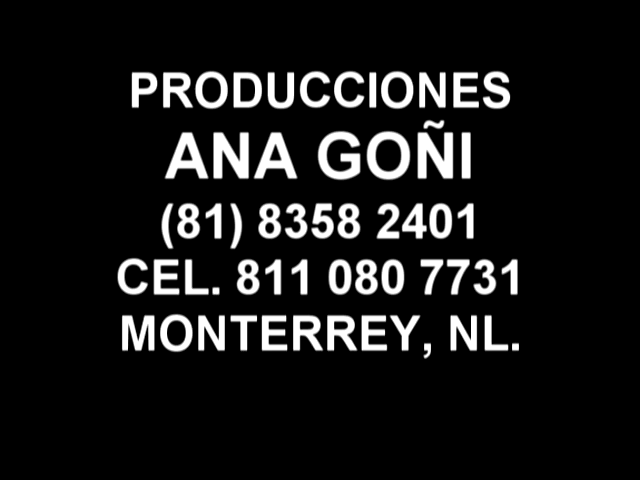 PRODUCCIONES
ANA GOÑI
(81) 8358 2401
CEL. 811 080 7731
MONTERREY, NL.